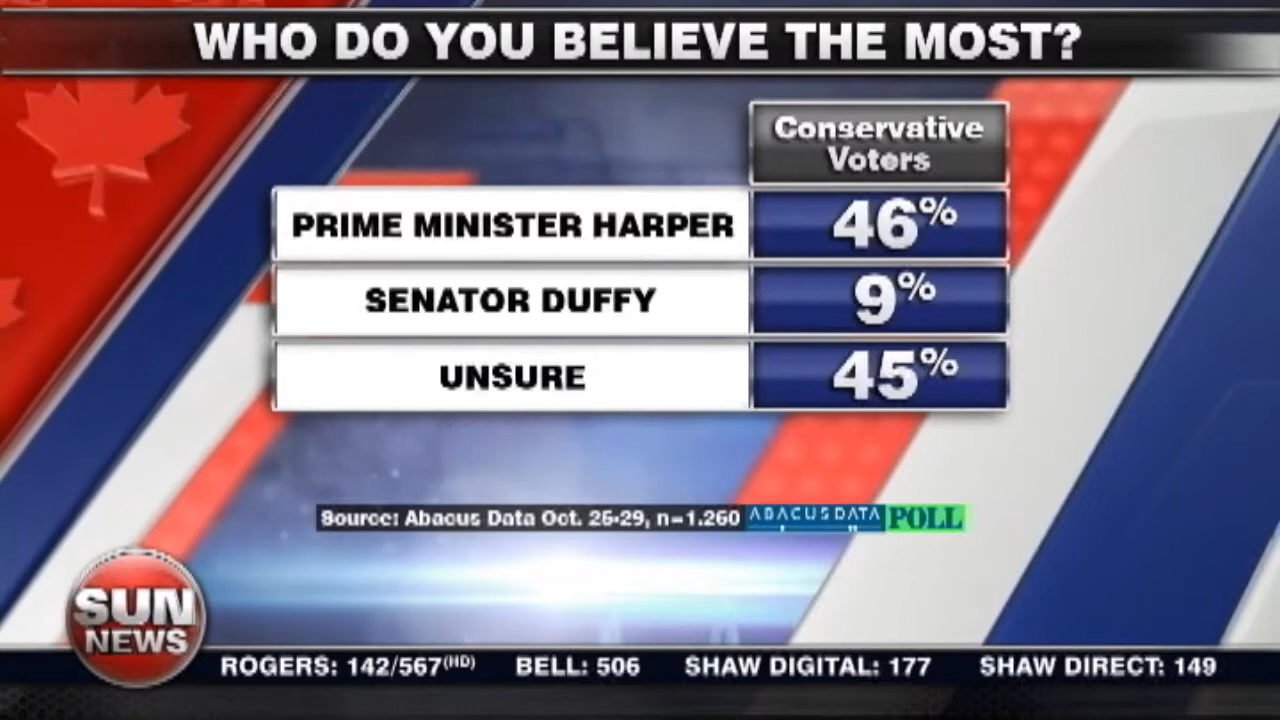 WHO DO YOU BELIEVE THE MOST?
Conservative
Voters
PRIME MINISTER HARPER 46%
SENATOR DUFFY 9%
UNSURE 45%
Source: Abacus Data Oct. 26-29, n=1,260 ABACUS DATA POLL
SUN
NEWS
ROGERS: 142/567(HD) BELL: 506 SHAW DIGITAL: 177 SHAW DIRECT: 149